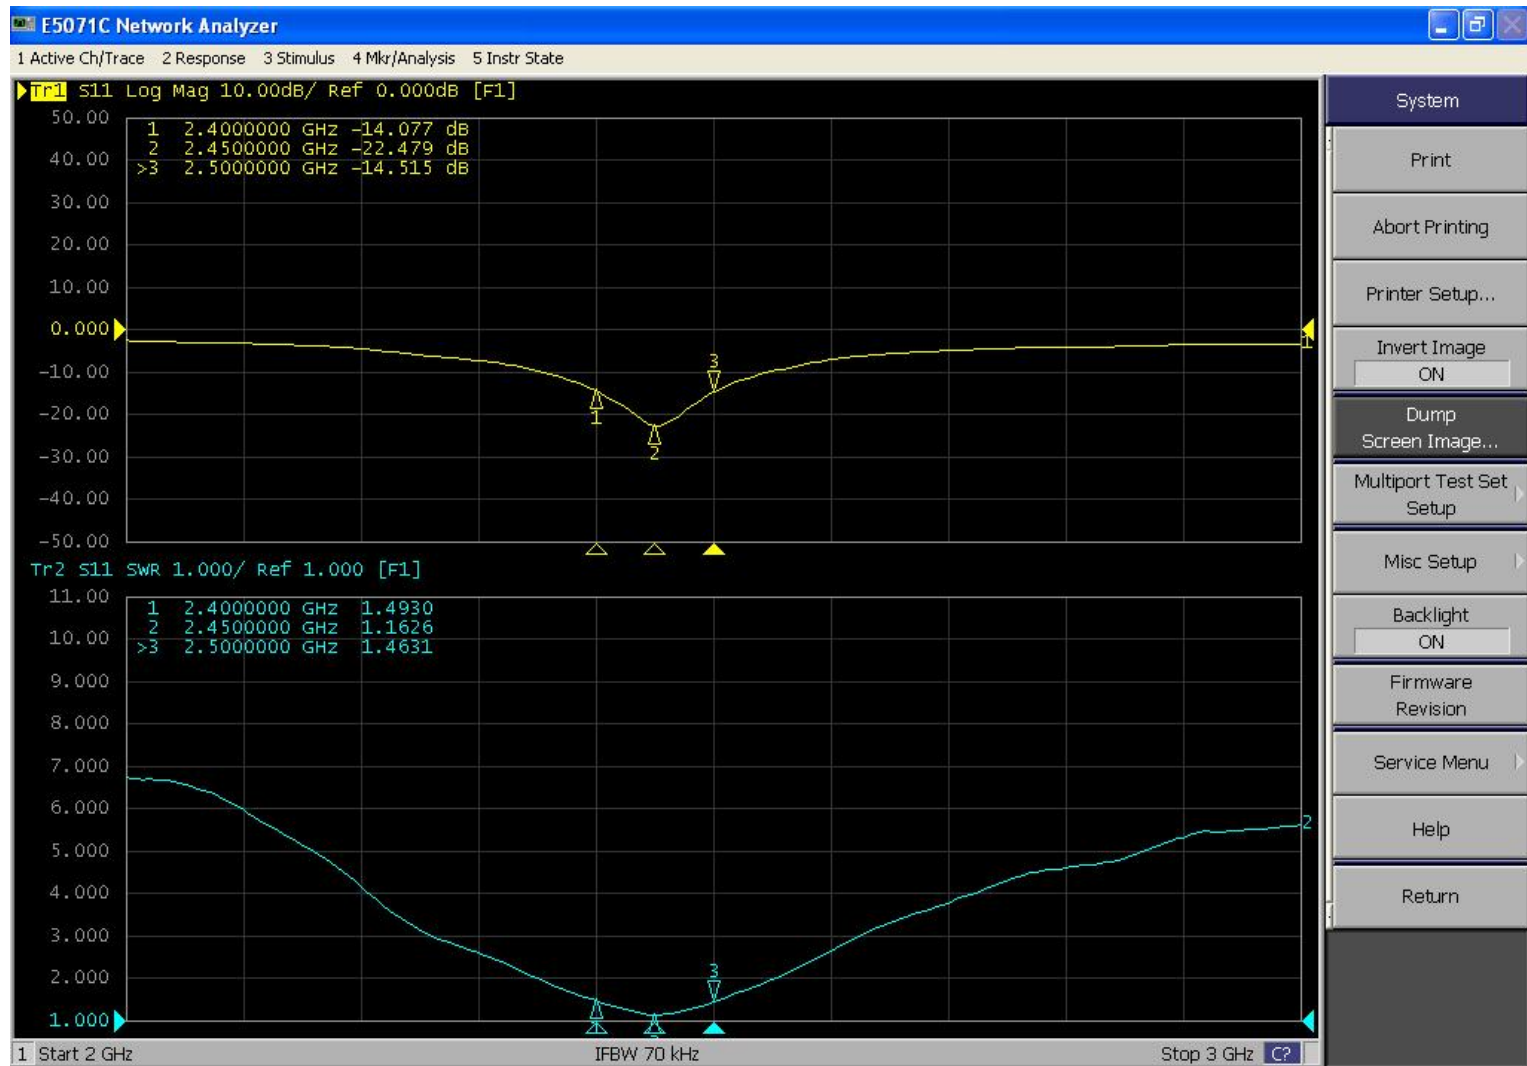 E5071C Network Analyzer
1 Active Ch/Trace 2 Response 3 Stimulus 4 Mkr/Analysis 5 Instr State
Tr1 S11 Log Mag 10.00dB/ Ref 0.000dB [F1]
50.00
40.00
30.00
20.00
10.00
0.000
-10.00
-20.00
-30.00
-40.00
-50.00
1 2.4000000 GHz -14.077 dB
2 2.4500000 GHz -22.479 dB
>3 2.5000000 GHz -14.515 dB
3
1
2
1
Tr2 S11 SWR 1.000/ Ref 1.000 [F1]
11.00
10.00
9.000
8.000
7.000
6.000
5.000
4.000
3.000
2.000
1.000
1 2.4000000 GHz 1.4930
2 2.4500000 GHz 1.1626
>3 2.5000000 GHz 1.4631
2
3
1 Start 2 GHz IFBW 70 kHz Stop 3 GHz C?
System
Print
Abort Printing
Printer Setup...
Invert Image
ON
Dump
Screen Image...
Multiport Test Set
Setup
Misc Setup
Backlight
ON
Firmware
Revision
Service Menu
Help
Return